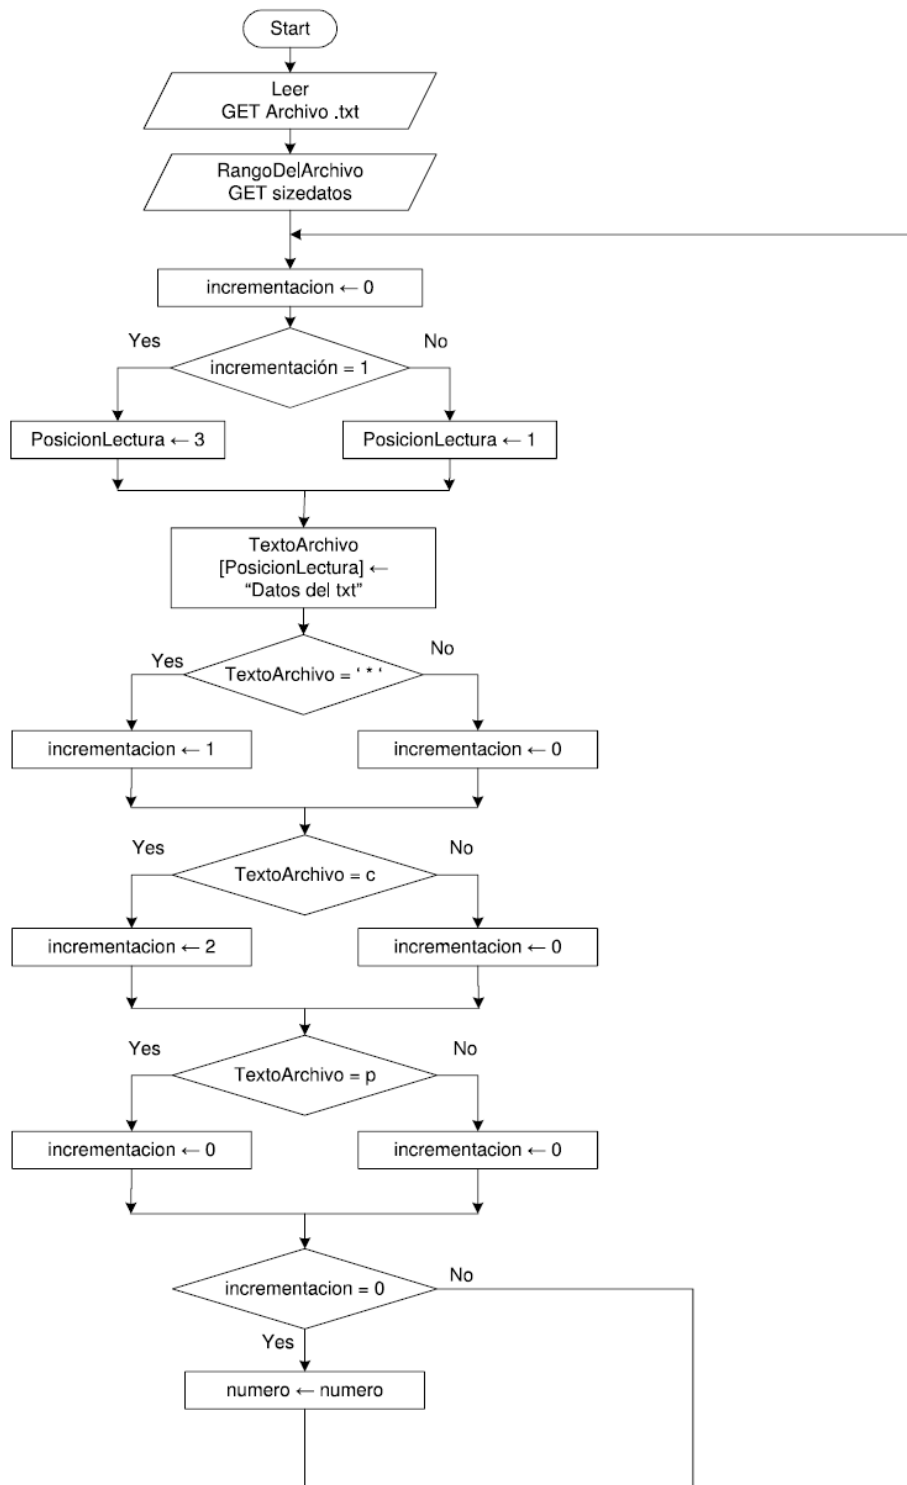 Start
Leer
GET Archivo .txt
RangoDelArchivo
GET sizedatos
incrementacion ← 0
Yes
No
incrementación = 1
PosicionLectura ← 3
PosicionLectura ← 1
TextoArchivo
[PosicionLectura] ←
“Datos del txt”
Yes
No
TextoArchivo = ‘ * ‘
incrementacion ← 1
incrementacion ← 0
Yes
No
TextoArchivo = c
incrementacion ← 2
incrementacion ← 0
Yes
No
TextoArchivo = p
incrementacion ← 0
incrementacion ← 0
incrementacion = 0
No
Yes
numero ← numero